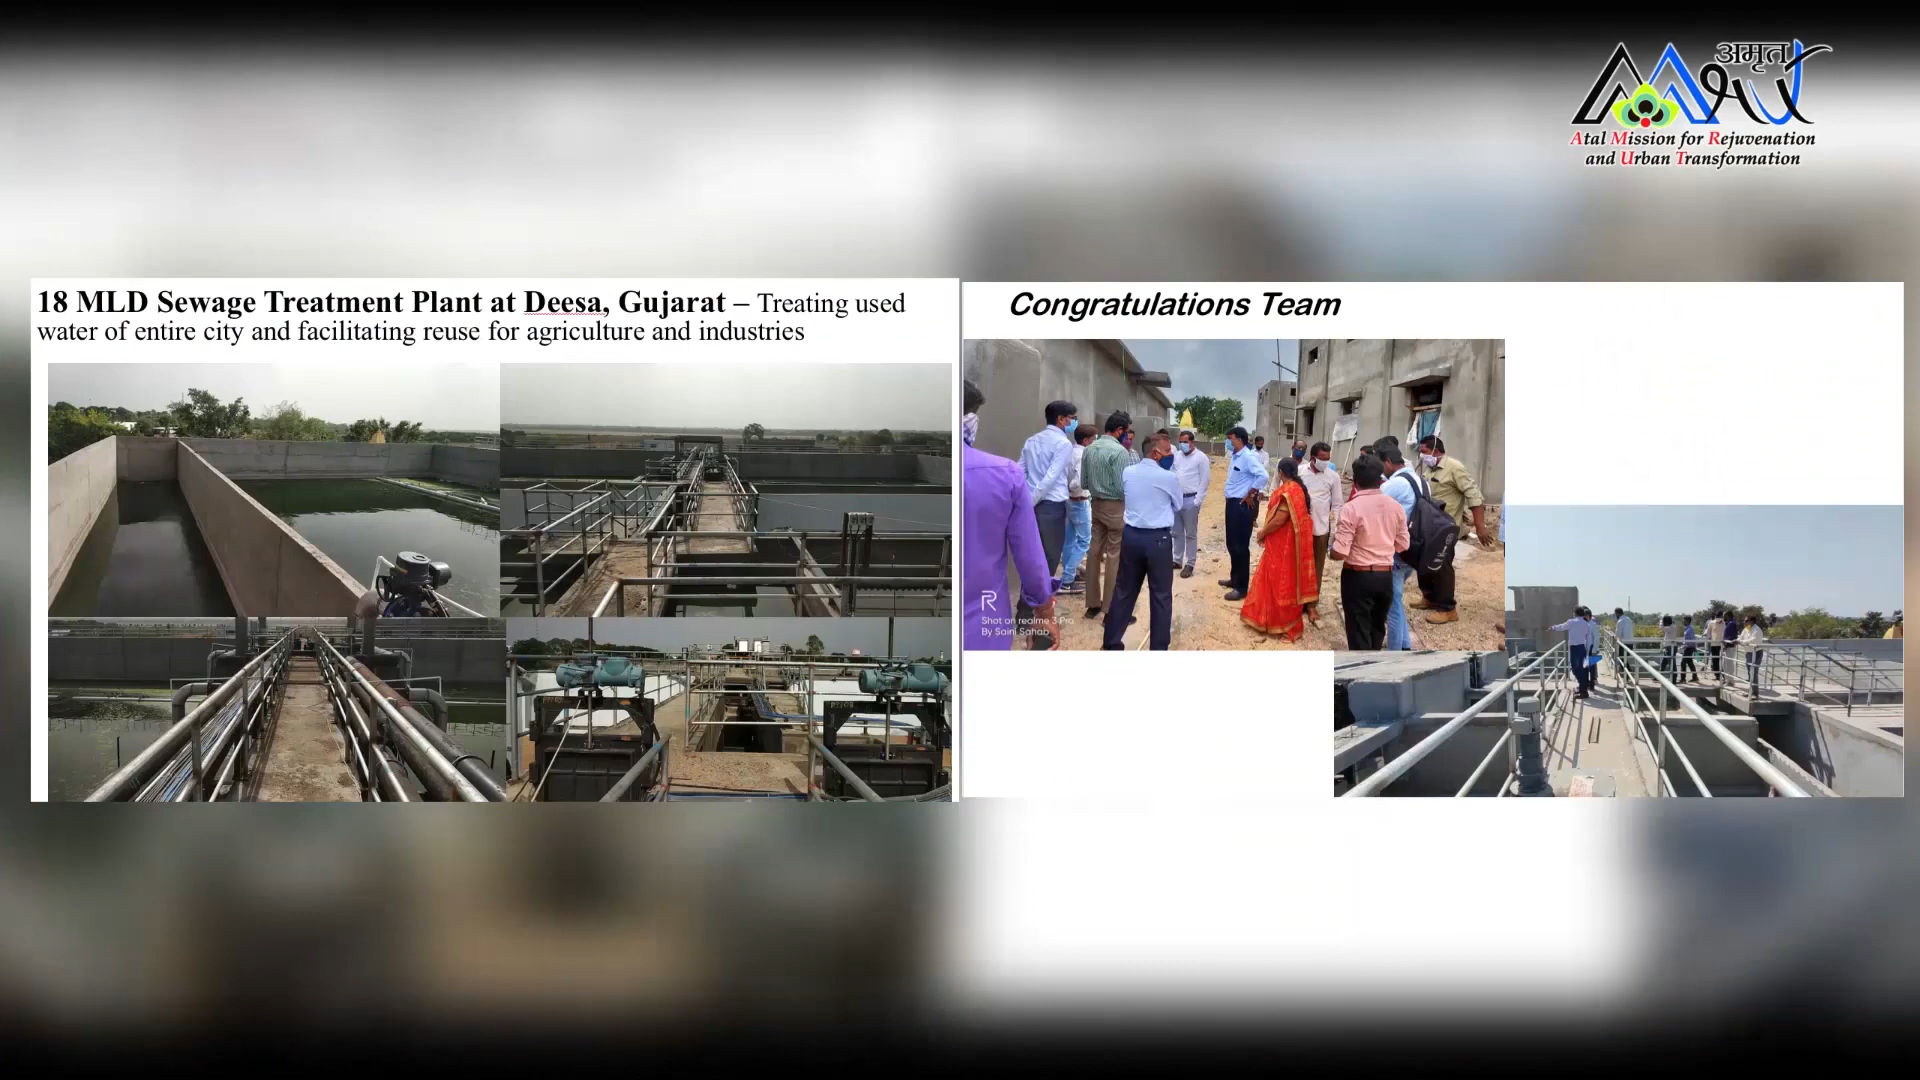 अमृत
Atal Mission for Rejuvenation
and Urban Transformation
18 MLD Sewage Treatment Plant at Deesa, Gujarat – Treating used
water of entire city and facilitating reuse for agriculture and industries
Congratulations Team
R
Shot on realme 3 Pro
By Saini Sahab